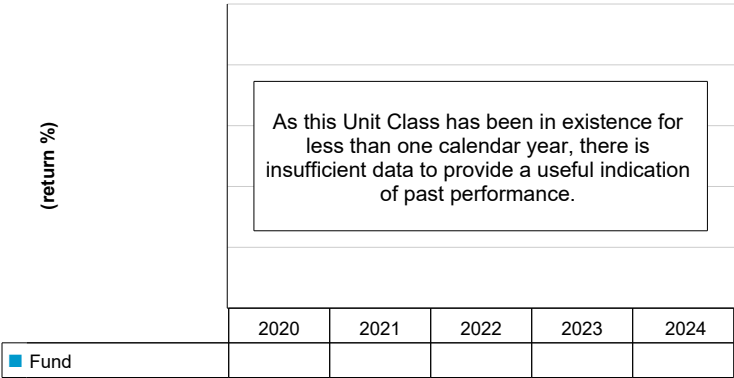 (return %)
As this Unit Class has been in existence for
less than one calendar year, there is
insufficient data to provide a useful indication
of past performance.
2020 2021 2022 2023 2024
Fund